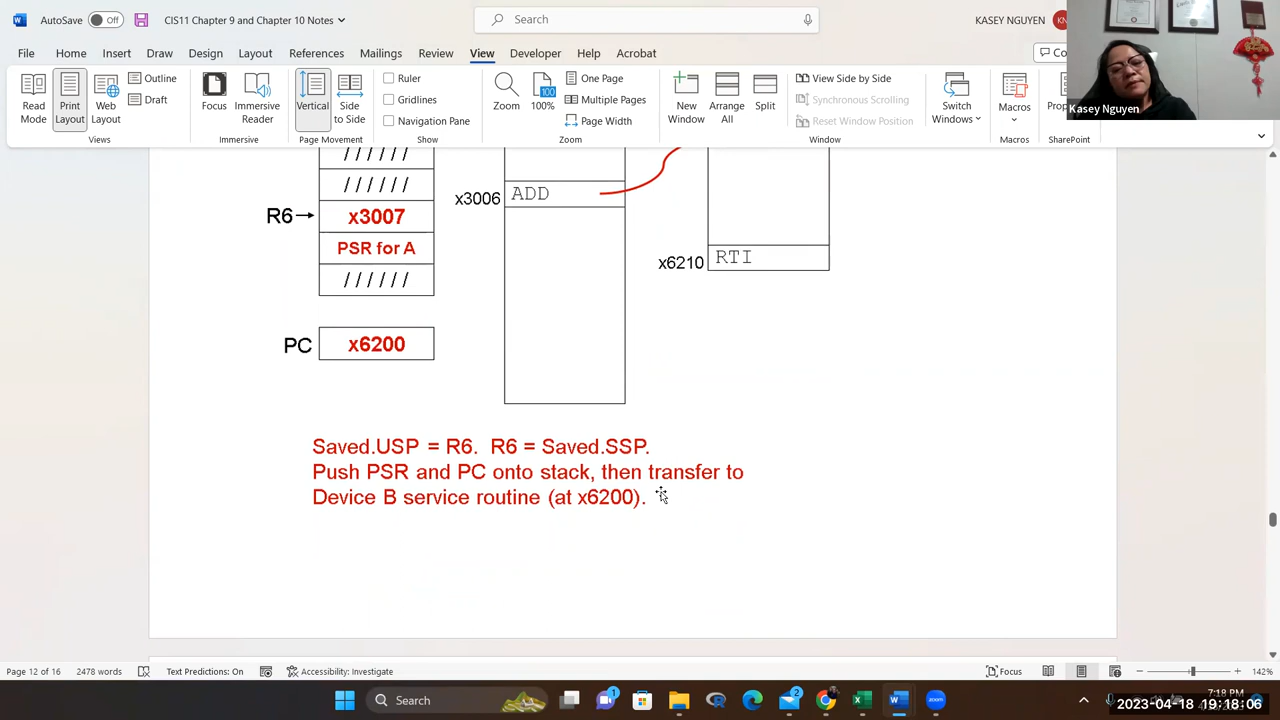 AutoSave Off CIS11 Chapter 9 and Chapter 10 Notes Search KASEY NGUYEN
File Home Insert Draw Design Layout References Mailings Review View Developer Help Acrobat
Read Mode
Print Layout
Web Layout
Outline
Draft
Views
Focus
Immersive Reader
Immersive
Vertical
Side to Side
Page Movement
Ruler
Gridlines
Navigation Pane
Show
Zoom
100
100%
One Page
Multiple Pages
Page Width
Zoom
New Window
Arrange All
Split
View Side by Side
Synchronous Scrolling
Reset Window Position
Window
Switch Windows
Macros
Macros
SharePoint
Kasey Nguyen
//////
//////
R6 x3007
PSR for A
//////
PC x6200
x3006 ADD
x6210 RTI
Saved.USP = R6. R6 = Saved.SSP.
Push PSR and PC onto stack, then transfer to
Device B service routine (at x6200).
Page 12 of 16 2478 words Text Predictions: On Accessibility: Investigate Focus 142%
Search 1 2 7:18 PM
2023-04-18 19:18:06